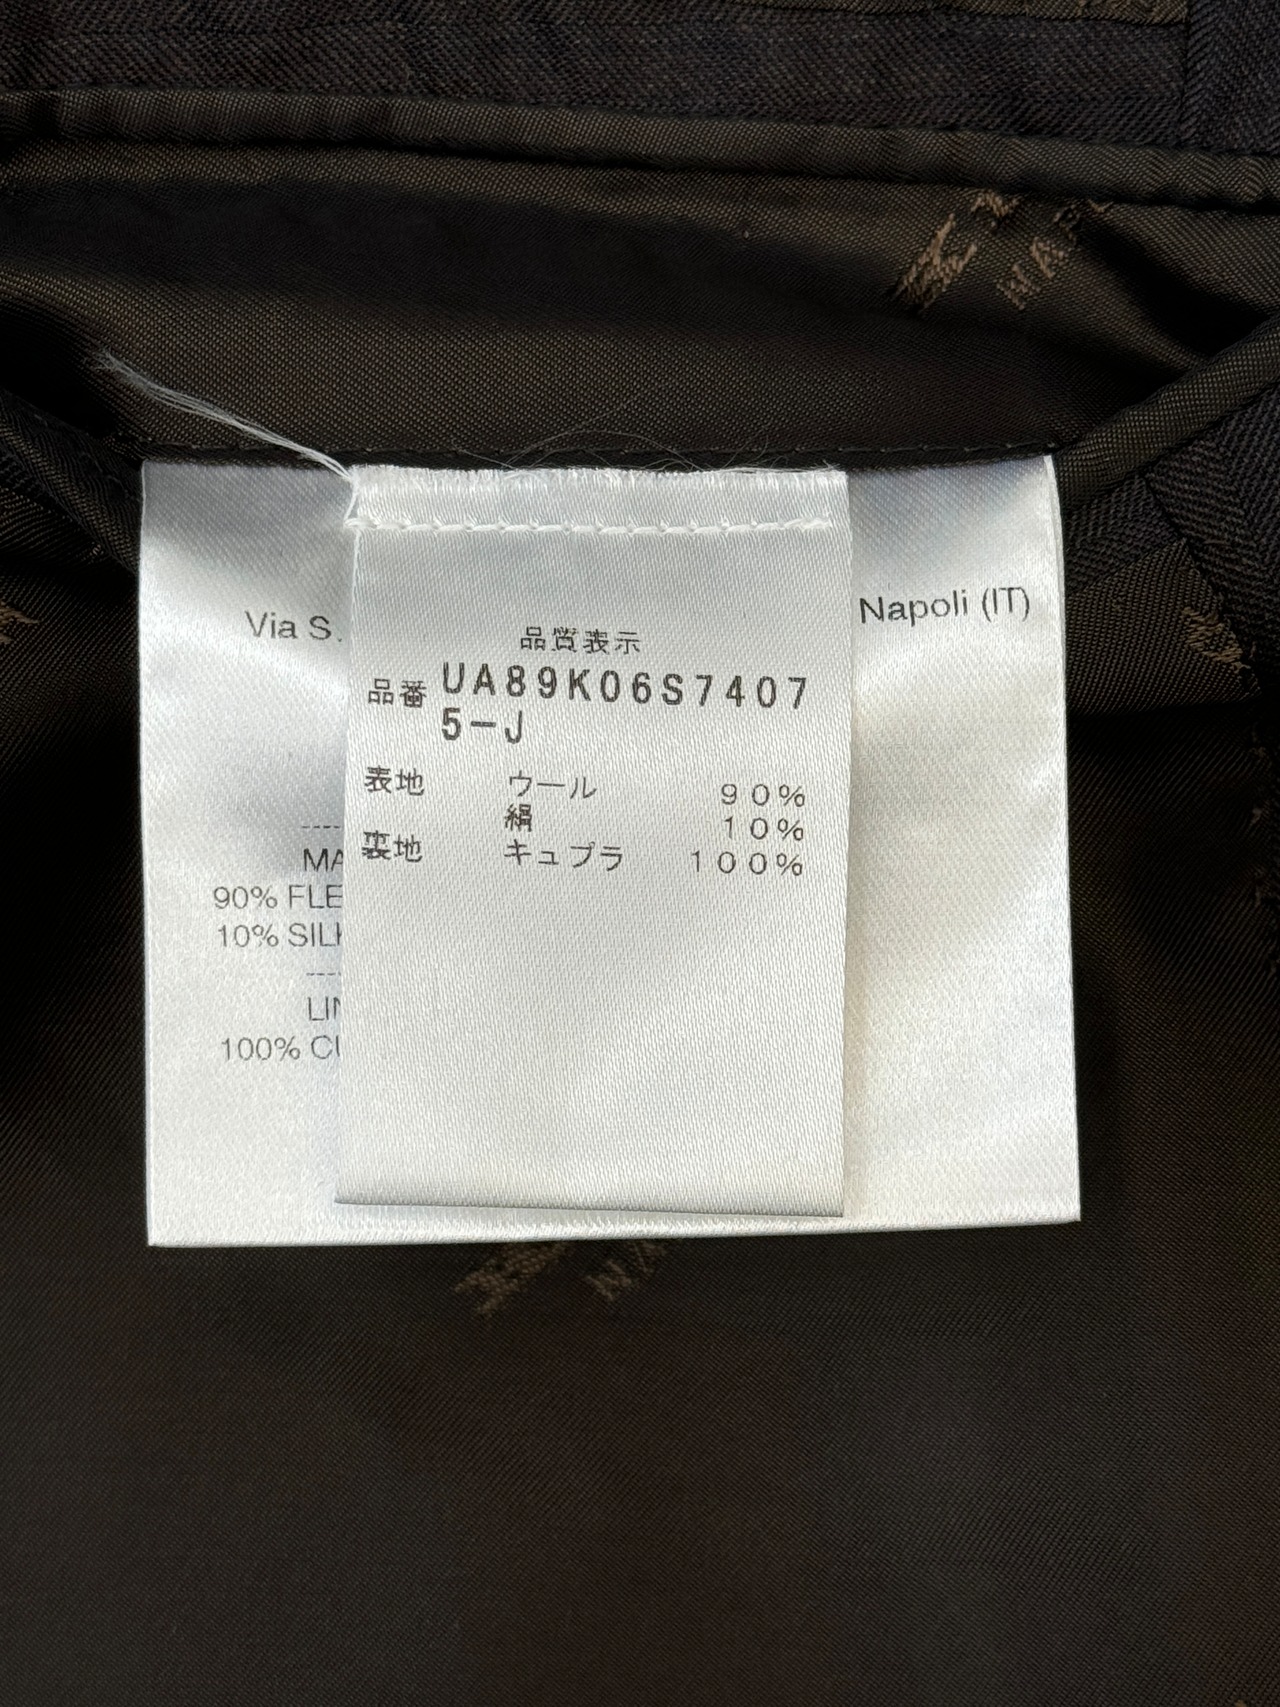 Via S.
Napoli (IT)
品質表示
品番 UA89K06S7407
5-J
表地 ウール 90%
絹 10%
裏地 キュプラ 100%
MA
90% FLE
10% SILK
LIN
100% CU